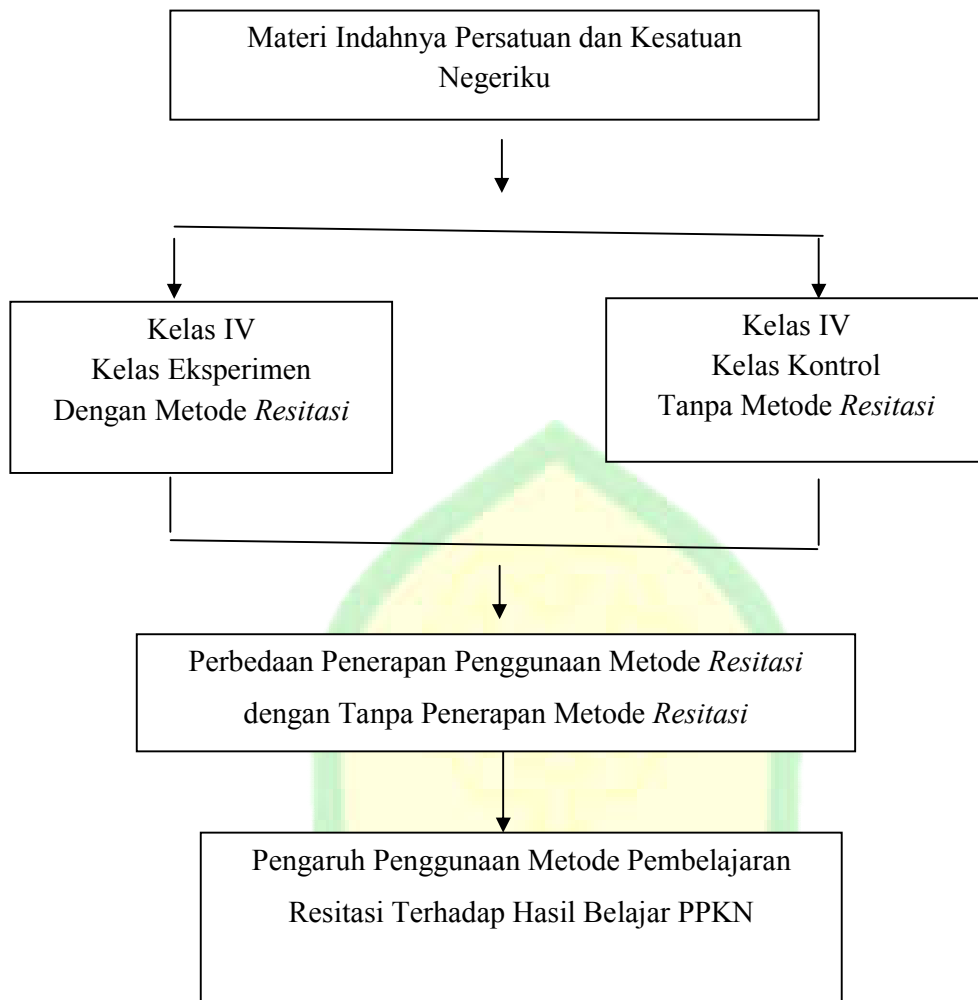 Materi Indahnya Persatuan dan Kesatuan
Negeriku
Kelas IV
Kelas Eksperimen
Dengan Metode Resitasi
Kelas IV
Kelas Kontrol
Tanpa Metode Resitasi
Perbedaan Penerapan Penggunaan Metode Resitasi
dengan Tanpa Penerapan Metode Resitasi
Pengaruh Penggunaan Metode Pembelajaran
Resitasi Terhadap Hasil Belajar PPKN